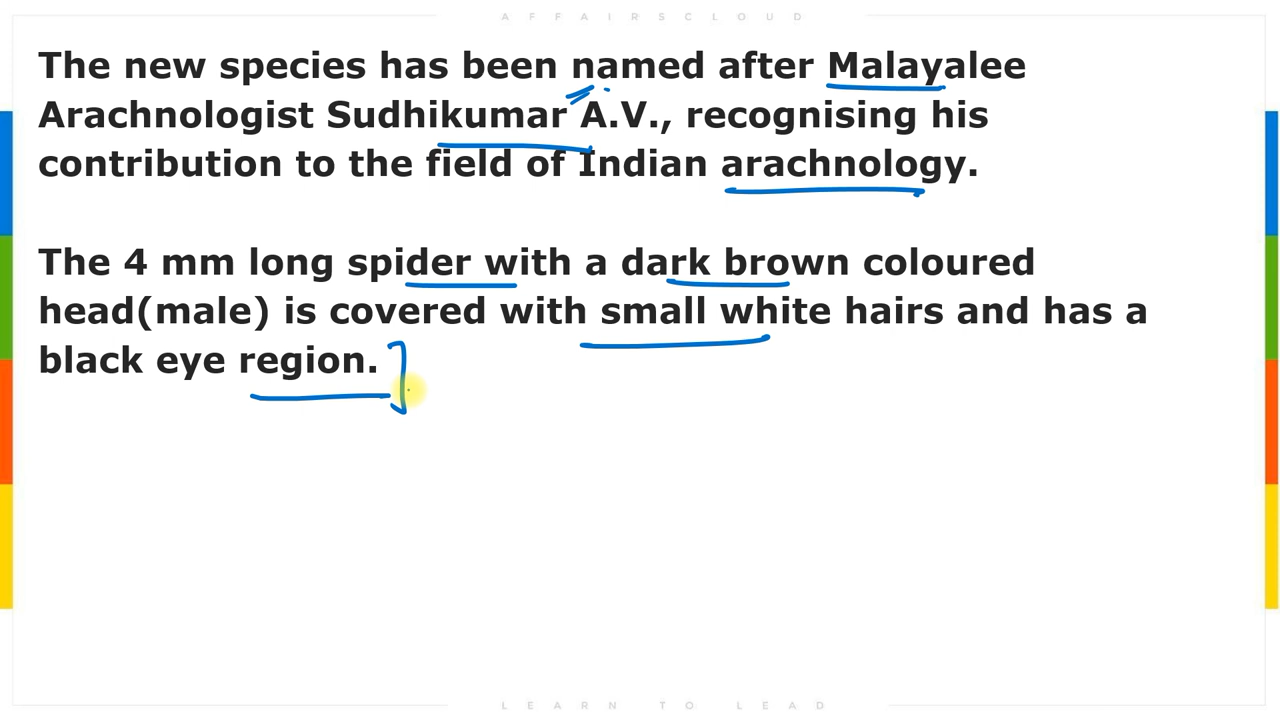 AFFAIRSCLOUD
The new species has been named after Malayalee
Arachnologist Sudhikumar A.V., recognising his
contribution to the field of Indian arachnology.
The 4 mm long spider with a dark brown coloured
head(male) is covered with small white hairs and has a
black eye region.
LEARN TO LEAD